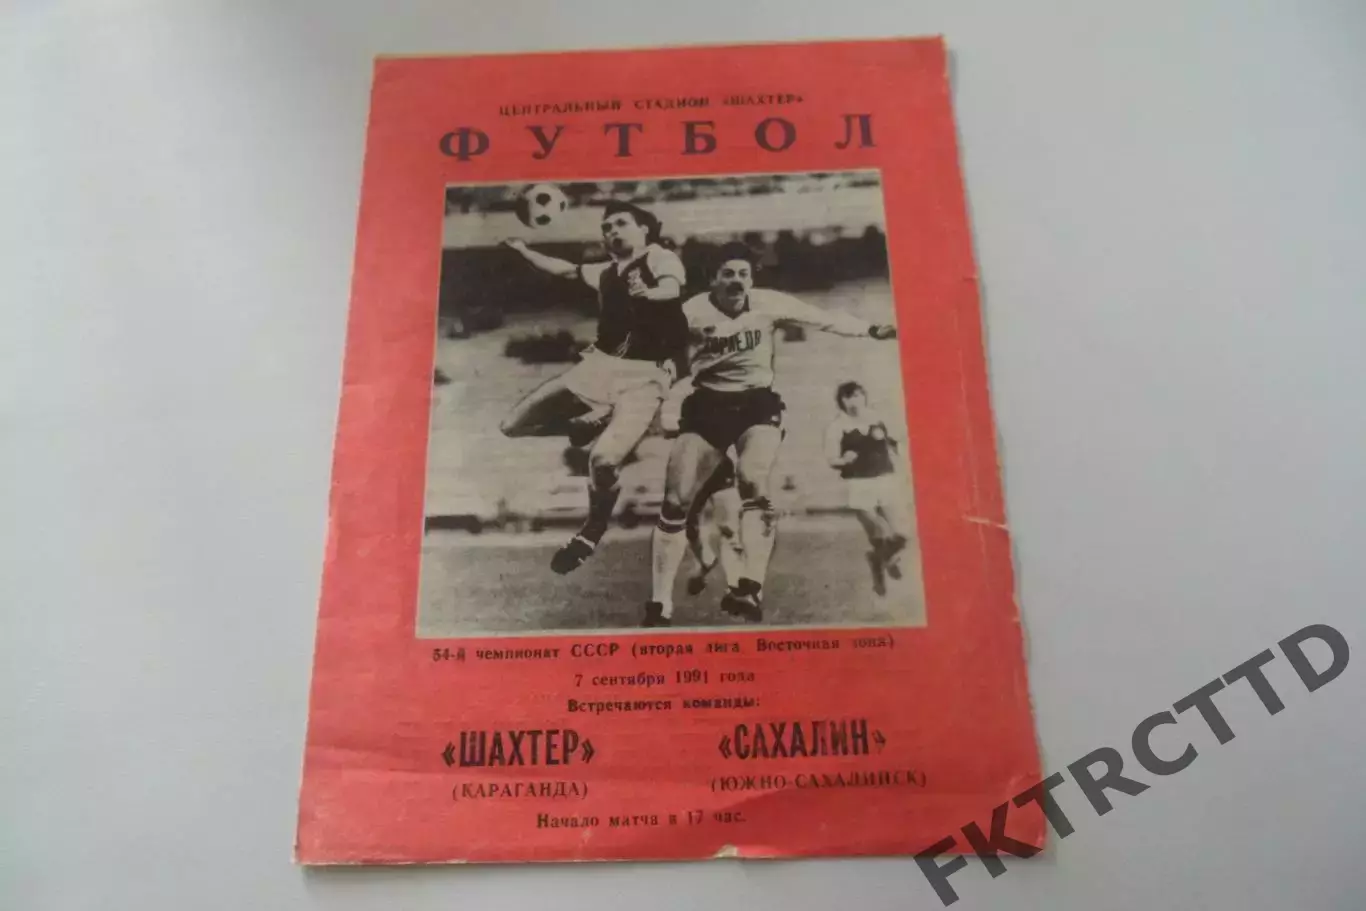 ЦЕНТРАЛЬНЫЙ СТАДИОН «ШАХТЕР»
ФУТБОЛ
ТОРПЕДО
54-й чемпионат СССР (вторая лига. Восточная зона)
7 сентября 1991 года
Встречаются команды:
«ШАХТЕР» «САХАЛИН»
(КАРАГАНДА) (ЮЖНО-САХАЛИНСК)
Начало матча в 17 час.
FKTRCTTD